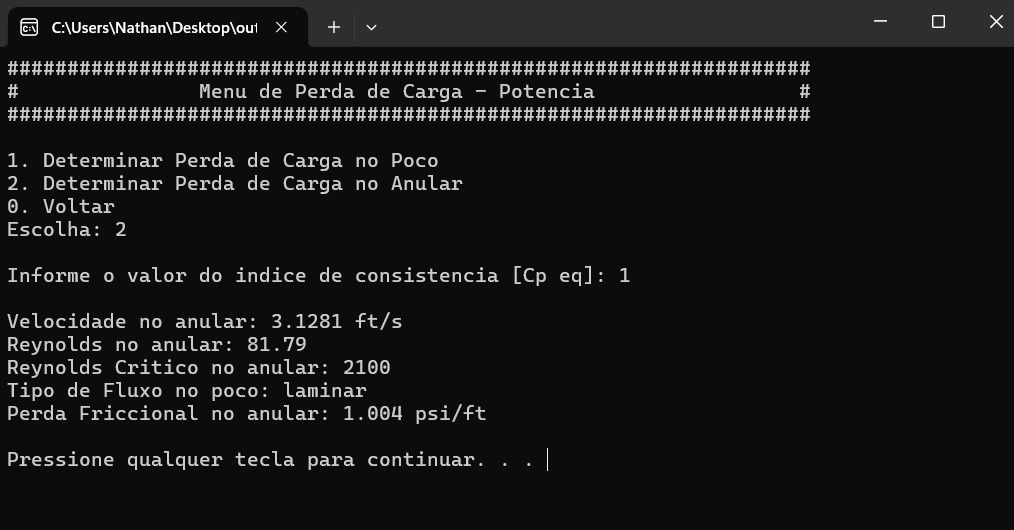 C:\Users\Nathan\Desktop\out
###################################################################
# Menu de Perda de Carga - Potencia #
###################################################################
1. Determinar Perda de Carga no Poco
2. Determinar Perda de Carga no Anular
0. Voltar
Escolha: 2
Informe o valor do indice de consistencia [Cp eq]: 1
Velocidade no anular: 3.1281 ft/s
Reynolds no anular: 81.79
Reynolds Critico no anular: 2100
Tipo de Fluxo no poco: laminar
Perda Friccional no anular: 1.004 psi/ft
Pressione qualquer tecla para continuar. . .